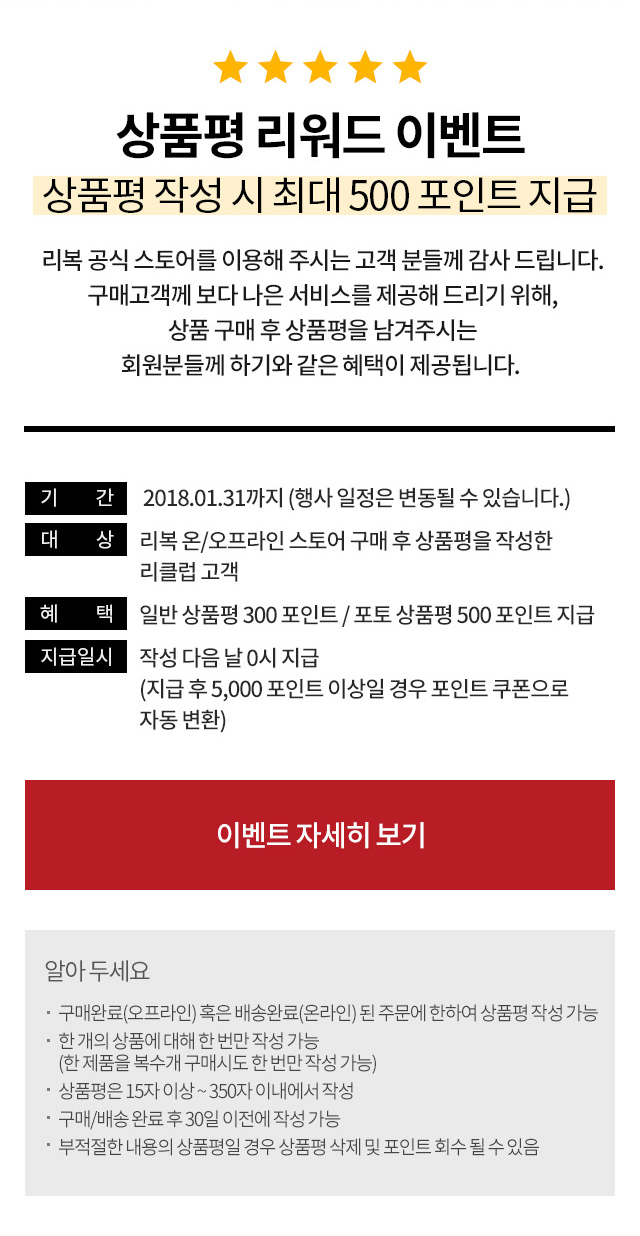 상품평 리워드 이벤트
상품평 작성 시 최대 500 포인트 지급
리복 공식 스토어를 이용해 주시는 고객 분들께 감사 드립니다.
구매고객께 보다 나은 서비스를 제공해 드리기 위해,
상품 구매 후 상품평을 남겨주시는
회원분들께 하기와 같은 혜택이 제공됩니다.
기 간 2018.01.31까지 (행사 일정은 변동될 수 있습니다.)
대 상 리복 온/오프라인 스토어 구매 후 상품평을 작성한
리클럽 고객
혜 택 일반 상품평 300 포인트 / 포토 상품평 500 포인트 지급
지급일시 작성 다음 날 0시 지급
(지급 후 5,000 포인트 이상일 경우 포인트 쿠폰으로
자동 변환)
이벤트 자세히 보기
알아 두세요
· 구매완료(오프라인) 혹은 배송완료(온라인) 된 주문에 한하여 상품평 작성 가능
· 한 개의 상품에 대해 한 번만 작성 가능
(한 제품을 복수개 구매시도 한 번만 작성 가능)
· 상품평은 15자 이상 ~ 350자 이내에서 작성
· 구매/배송 완료 후 30일 이전에 작성 가능
· 부적절한 내용의 상품평일 경우 상품평 삭제 및 포인트 회수 될 수 있음